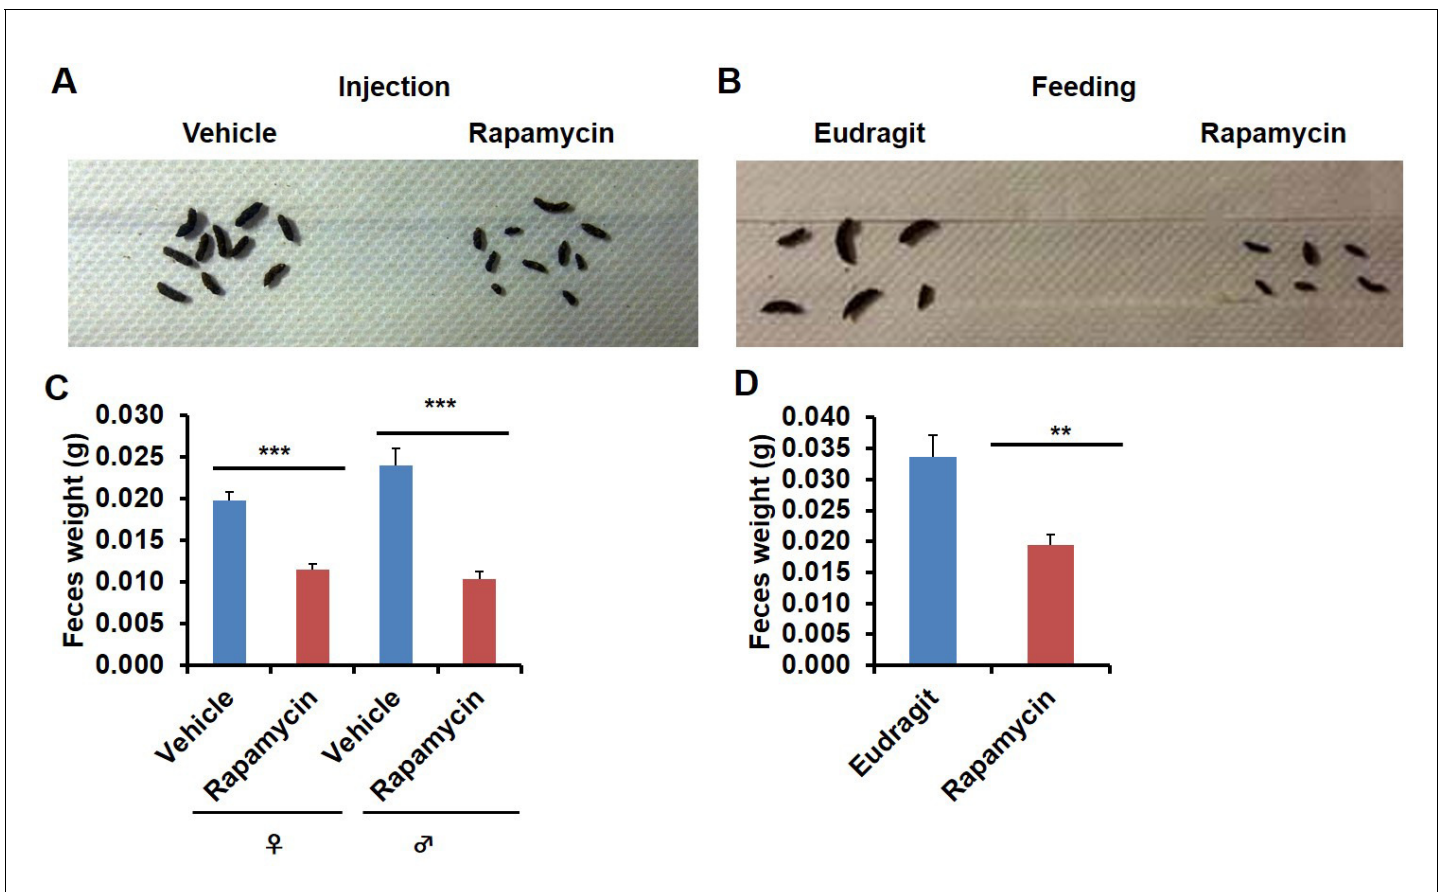 A
Injection
Vehicle Rapamycin
B
Feeding
Eudragit Rapamycin
C
Feces weight (g)
0.030
0.025
0.020
0.015
0.010
0.005
0.000
***
***
Vehicle
Rapamycin
Vehicle
Rapamycin
♀
♂
D
Feces weight (g)
0.040
0.035
0.030
0.025
0.020
0.015
0.010
0.005
0.000
**
Eudragit
Rapamycin